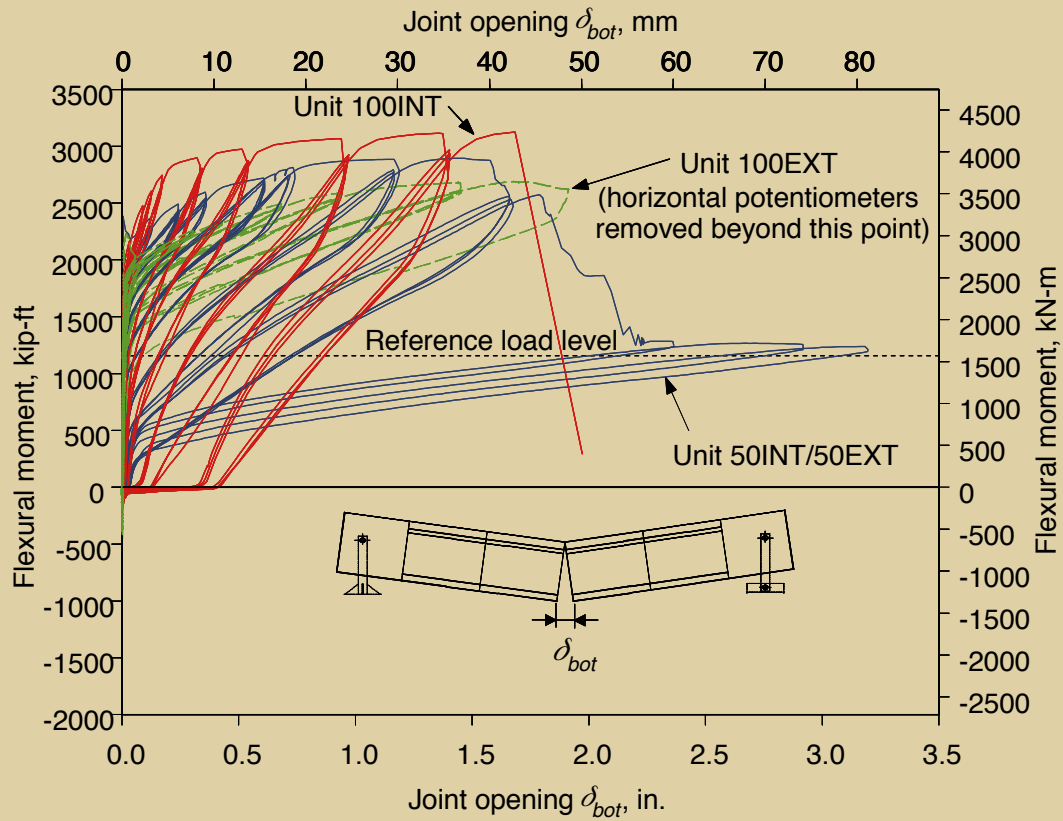 Joint opening δbot, mm
0 10 20 30 40 50 60 70 80
3500
3000
2500
2000
1500
1000
500
0
-500
-1000
-1500
-2000
Flexural moment, kip-ft
4500
4000
3500
3000
2500
2000
1500
1000
500
0
-500
-1000
-1500
-2000
-2500
Flexural moment, kN-m
Unit 100INT
Unit 100EXT
(horizontal potentiometers
removed beyond this point)
Reference load level
Unit 50INT/50EXT
δbot
0.0 0.5 1.0 1.5 2.0 2.5 3.0 3.5
Joint opening δbot, in.